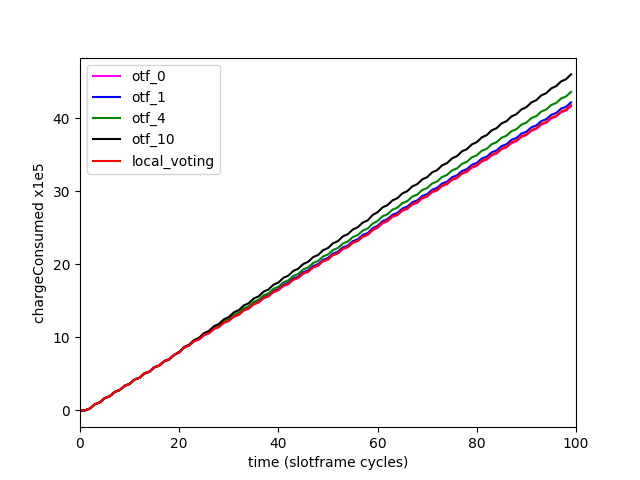 otf_0
otf_1
otf_4
otf_10
local_voting
chargeConsumed x1e5
40
30
20
10
0
0 20 40 60 80 100
time (slotframe cycles)